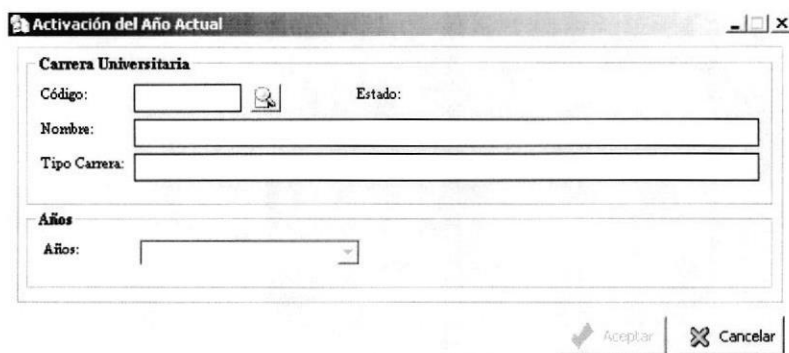 Activación del Año Actual
Carrera Universitaria
Código:
Estado:
Nombre:
Tipo Carrera:
Años
Años:
Aceptar
Cancelar